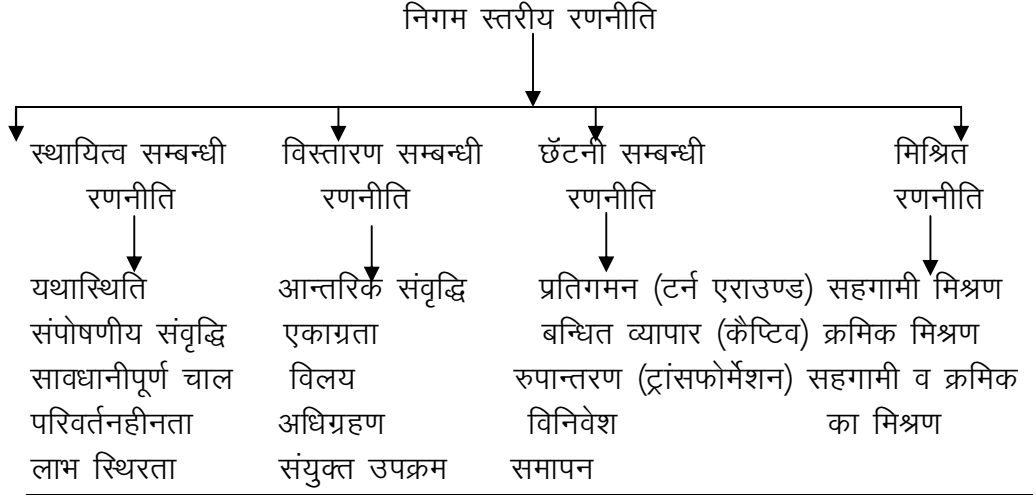 निगम स्तरीय रणनीति
स्थायित्व सम्बन्धी रणनीति
विस्तारण सम्बन्धी रणनीति
छॅटनी सम्बन्धी रणनीति
मिश्रित रणनीति
यथास्थिति
संपोषणीय संवृद्धि
सावधानीपूर्ण चाल
परिवर्तनहीनता
लाभ स्थिरता
आन्तरिक संवृद्धि
एकाग्रता
विलय
अधिग्रहण
संयुक्त उपक्रम
प्रतिगमन (टर्न एराउण्ड)
बन्धित व्यापार (कैप्टिव)
रुपान्तरण (ट्रांसफोर्मेशन)
विनिवेश
समापन
सहगामी मिश्रण
क्रमिक मिश्रण
सहगामी व क्रमिक
का मिश्रण